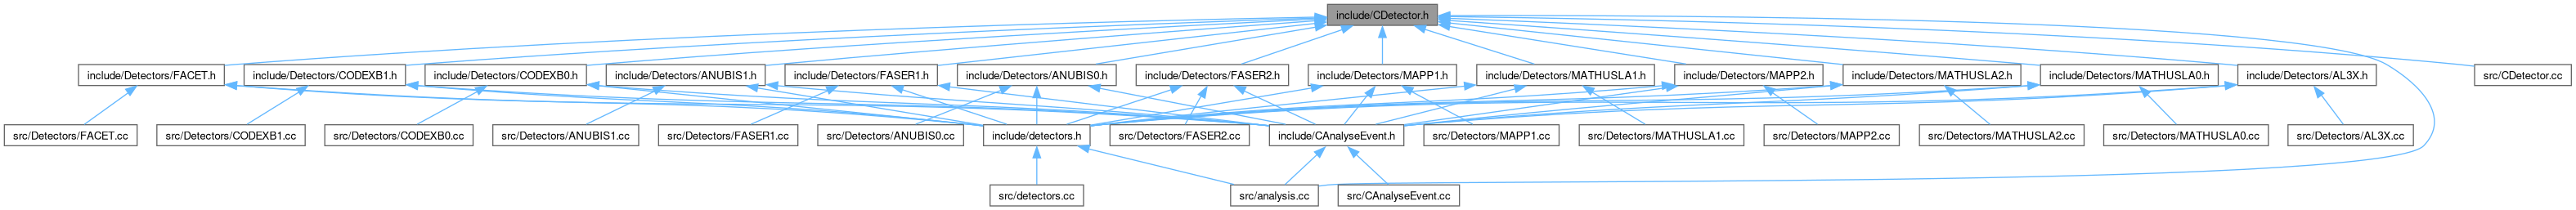 include/CDetector.h
include/Detectors/FACET.h
include/Detectors/CODEXB1.h
include/Detectors/CODEXB0.h
include/Detectors/ANUBIS1.h
include/Detectors/FASER1.h
include/Detectors/ANUBIS0.h
include/Detectors/FASER2.h
include/Detectors/MAPP1.h
include/Detectors/MATHUSLA1.h
include/Detectors/MAPP2.h
include/Detectors/MATHUSLA2.h
include/Detectors/MATHUSLA0.h
include/Detectors/AL3X.h
src/CDetector.cc
src/Detectors/FACET.cc
src/Detectors/CODEXB1.cc
src/Detectors/CODEXB0.cc
src/Detectors/ANUBIS1.cc
src/Detectors/FASER1.cc
src/Detectors/ANUBIS0.cc
include/detectors.h
src/Detectors/FASER2.cc
include/CAnalyseEvent.h
src/Detectors/MAPP1.cc
src/Detectors/MATHUSLA1.cc
src/Detectors/MAPP2.cc
src/Detectors/MATHUSLA2.cc
src/Detectors/MATHUSLA0.cc
src/Detectors/AL3X.cc
src/detectors.cc
src/analysis.cc
src/CAnalyseEvent.cc